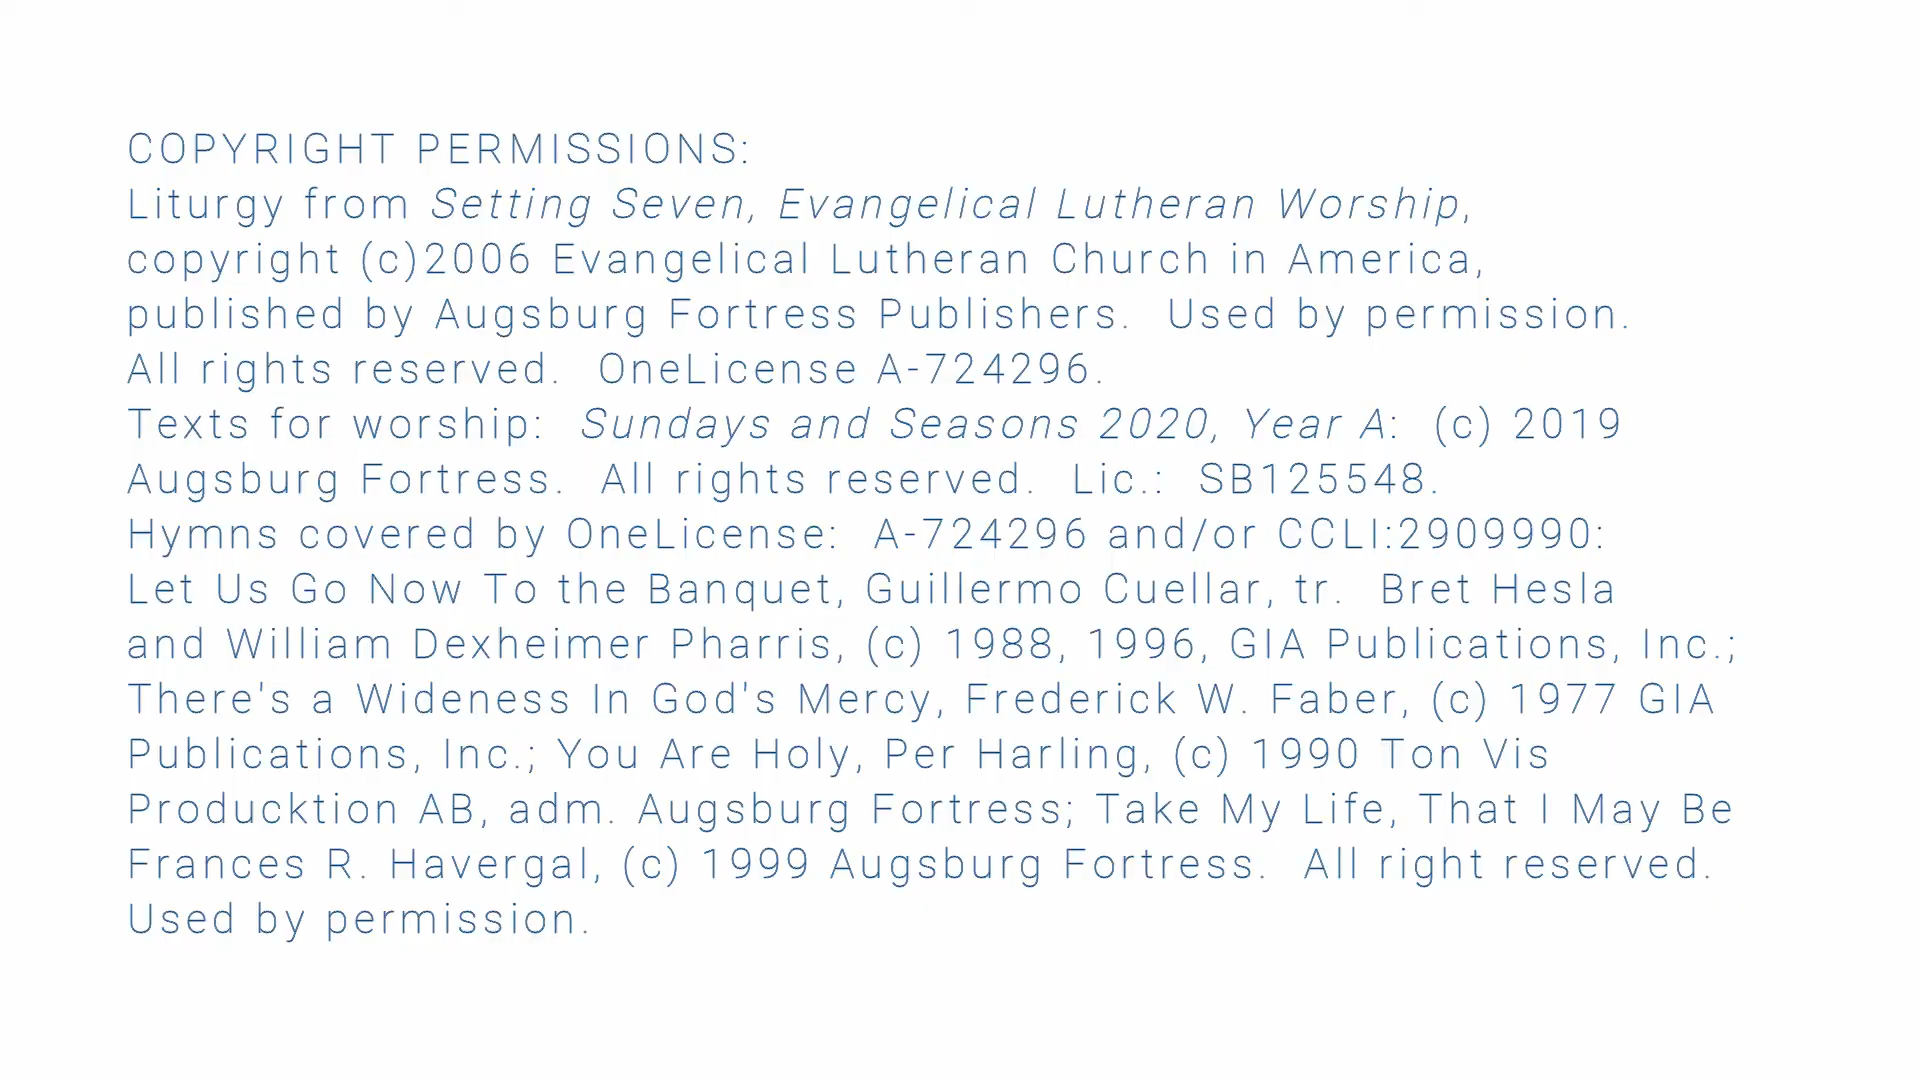 COPYRIGHT PERMISSIONS:
Liturgy from Setting Seven, Evangelical Lutheran Worship,
copyright (c)2006 Evangelical Lutheran Church in America,
published by Augsburg Fortress Publishers.  Used by permission.
All rights reserved.  OneLicense A-724296.
Texts for worship:  Sundays and Seasons 2020, Year A:  (c) 2019
Augsburg Fortress.  All rights reserved.  Lic.:  SB125548.
Hymns covered by OneLicense:  A-724296 and/or CCLI:2909990:
Let Us Go Now To the Banquet, Guillermo Cuellar, tr.  Bret Hesla
and William Dexheimer Pharris, (c) 1988, 1996, GIA Publications, Inc.;
There's a Wideness In God's Mercy, Frederick W. Faber, (c) 1977 GIA
Publications, Inc.; You Are Holy, Per Harling, (c) 1990 Ton Vis
Producktion AB, adm. Augsburg Fortress; Take My Life, That I May Be
Frances R. Havergal, (c) 1999 Augsburg Fortress.  All right reserved.
Used by permission.